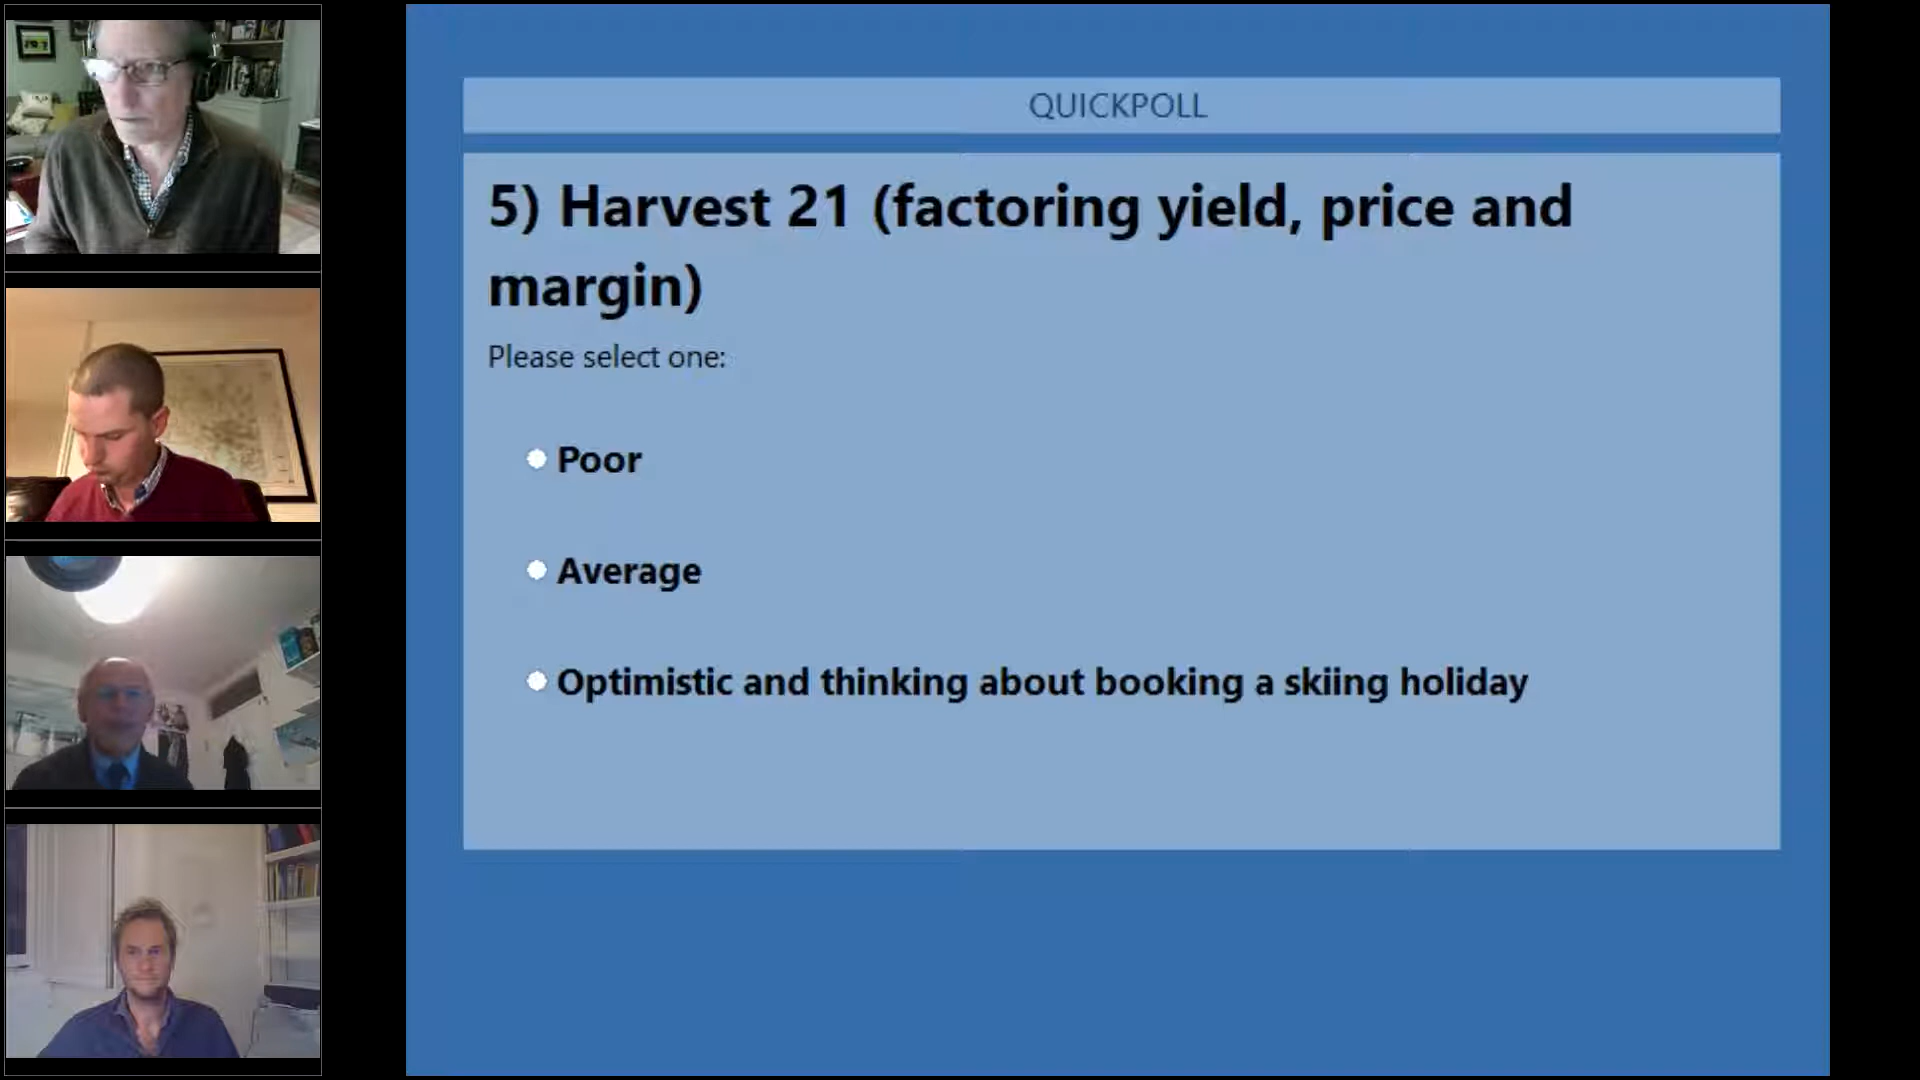 QUICKPOLL
5) Harvest 21 (factoring yield, price and
margin)
Please select one:
Poor
Average
Optimistic and thinking about booking a skiing holiday